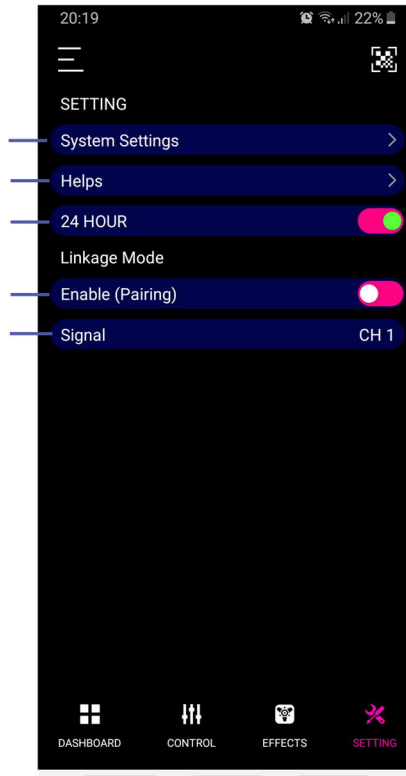 20:19 22%
SETTING
System Settings
Helps
24 HOUR
Linkage Mode
Enable (Pairing)
Signal CH 1
DASHBOARD CONTROL EFFECTS SETTING